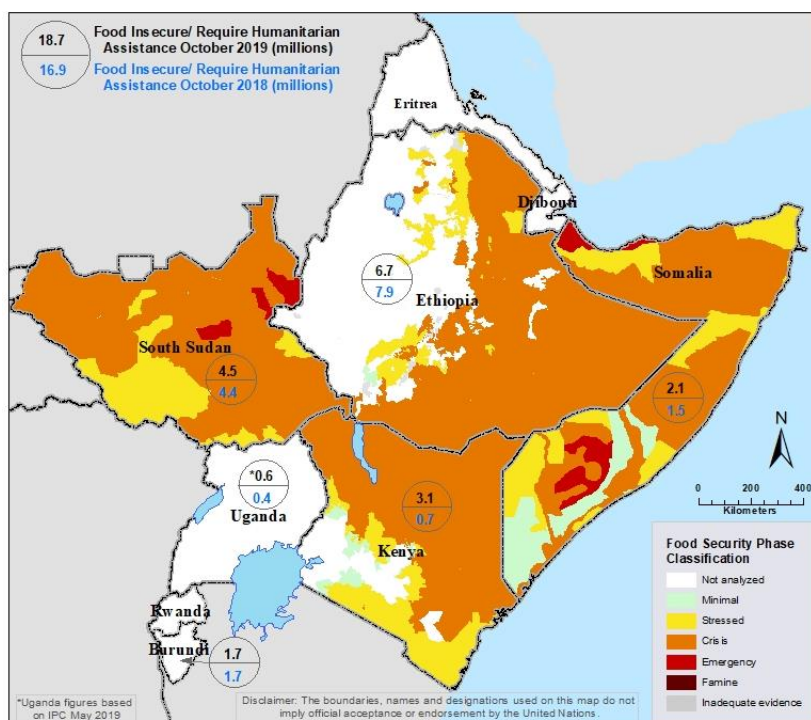 18.7
Food Insecure/ Require Humanitarian
Assistance October 2019 (millions)
16.9
Food Insecure/ Require Humanitarian
Assistance October 2018 (millions)
Eritrea
Djibouti
6.7
7.9
Ethiopia
Somalia
South Sudan
4.5
4.4
2.1
1.5
N
*0.6
0.4
Uganda
3.1
0.7
Kenya
0 100 200 400
Kilometers
Rwanda
Burundi
1.7
1.7
Food Security Phase
Classification
Not analyzed
Minimal
Stressed
Crisis
Emergency
Famine
Inadequate evidence
*Uganda figures based
on IPC May 2019
Disclaimer: The boundaries, names and designations used on this map do not
imply official acceptance or endorsement by the United Nations.